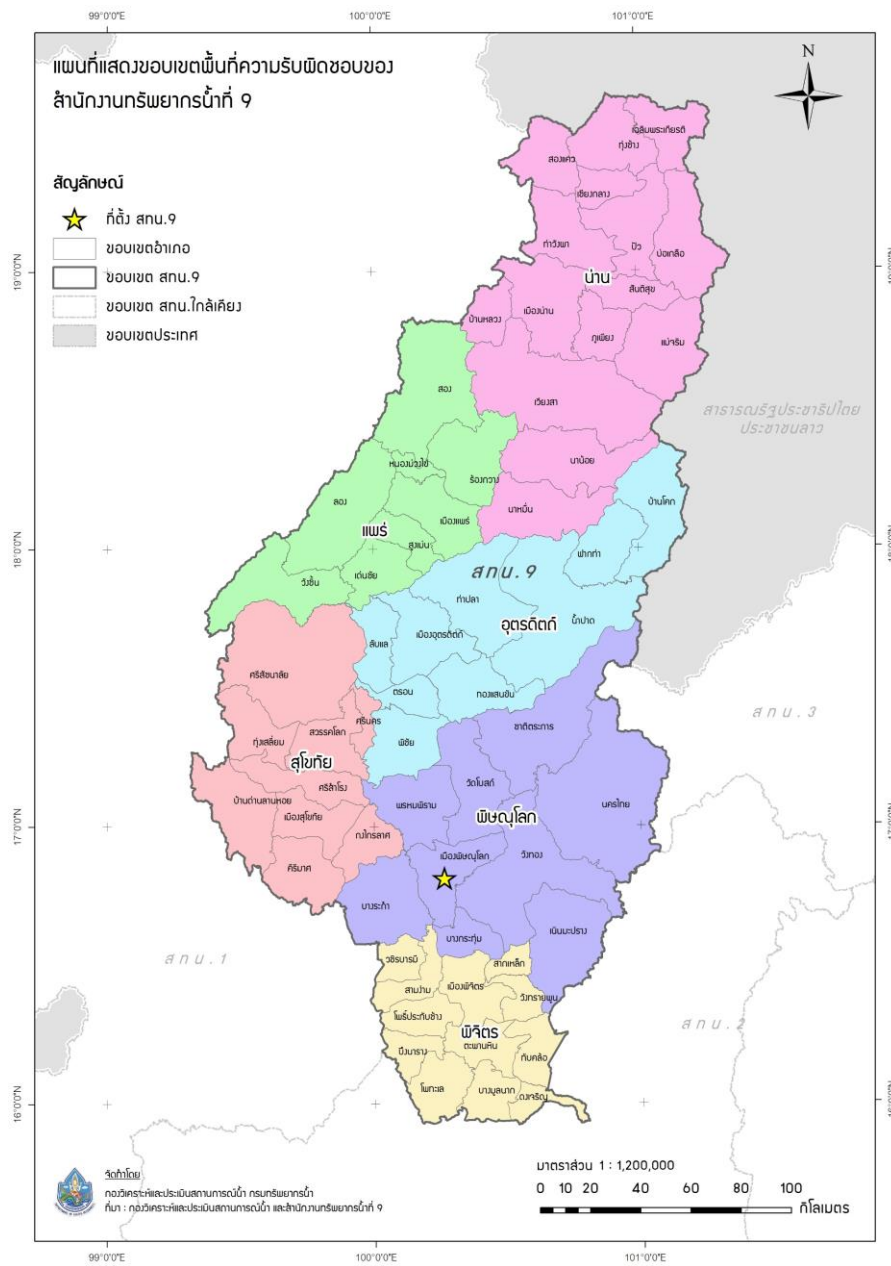 99°0'0"E
100°0'0"E
101°0'0"E
แผนที่แสดงขอบเขตพื้นที่ความรับผิดชอบของ
สำนักงานทรัพยากรน้ำที่ 9
N
สัญลักษณ์
ที่ตั้ง สทน.9
ขอบเขตอำเภอ
ขอบเขต สทน.9
ขอบเขต สทน.ใกล้เคียง
ขอบเขตประเทศ
เฉลิมพระเกียรติ
ทุ่งช้าง
สองแคว
เชียงกลาง
ท่าวังผา
ปัว
บ่อเกลือ
19°0'0"N
19°0'0"N
น่าน
สันติสุข
บ้านหลวง
เมืองน่าน
ภูเพียง
แม่จริม
สอง
เวียงสา
สาธารณรัฐประชาธิปไตย
ประชาชนลาว
หนองม่วงไข่
ร้องกวาง
นาน้อย
ลอง
บ้านโคก
นาหมื่น
เมืองแพร่
แพร่
สูงเม่น
18°0'0"N
18°0'0"N
ฟากท่า
วังชิ้น
เด่นชัย
สทน.9
ท่าปลา
น้ำปาด
อุตรดิตถ์
ลับแล
เมืองอุตรดิตถ์
ศรีสัชนาลัย
ตรอน
ทองแสนขัน
สทน.3
ศรีนคร
สวรรคโลก
ทุ่งเสลี่ยม
พิชัย
ชาติตระการ
สุโขทัย
วัดโบสถ์
ศรีสำโรง
บ้านด่านลานหอย
พรหมพิราม
นครไทย
พิษณุโลก
เมืองสุโขทัย
17°0'0"N
17°0'0"N
กงไกรลาศ
เมืองพิษณุโลก
วังทอง
คีรีมาศ
บางระกำ
บางกระทุ่ม
เนินมะปราง
วชิรบารมี
สทน.1
สากเหล็ก
สามง่าม
เมืองพิจิตร
วังทรายพูน
โพธิ์ประทับช้าง
พิจิตร
ตะพานหิน
สทน.2
บึงนาราง
ทับคล้อ
โพทะเล
บางมูลนาก
ดงเจริญ
16°0'0"N
16°0'0"N
จัดทำโดย
กองวิเคราะห์และประเมินสถานการณ์น้ำ กรมทรัพยากรน้ำ
ที่มา : กองวิเคราะห์และประเมินสถานการณ์น้ำ และสำนักงานทรัพยากรน้ำที่ 9
มาตราส่วน 1 : 1,200,000
0 10 20 40 60 80 100
กิโลเมตร
99°0'0"E
100°0'0"E
101°0'0"E